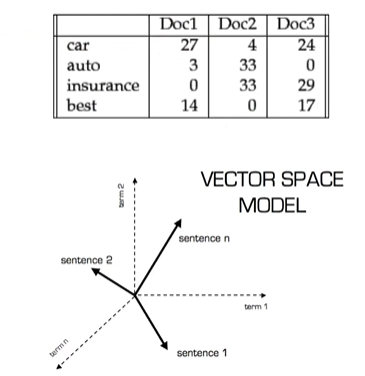 Doc1 Doc2 Doc3
car 27 4 24
auto 3 33 0
insurance 0 33 29
best 14 0 17
VECTOR SPACE
MODEL
term 2
sentence n
sentence 2
term 1
term n
sentence 1